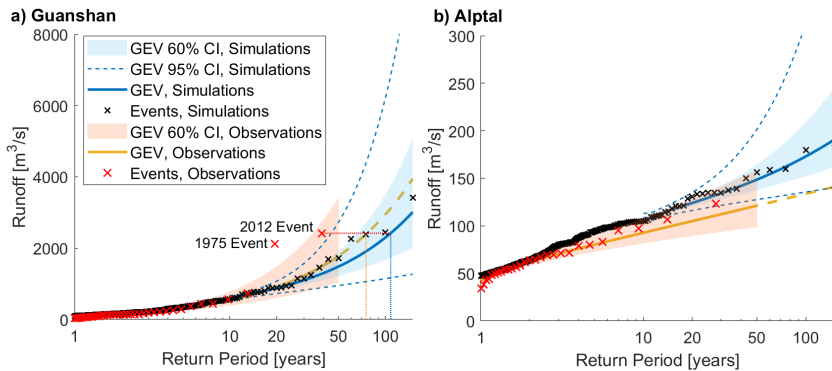 a) Guanshan
8000
6000
4000
2000
0
Runoff [m³/s]
GEV 60% CI, Simulations
GEV 95% CI, Simulations
GEV, Simulations
Events, Simulations
GEV 60% CI, Observations
GEV, Observations
Events, Observations
2012 Event
1975 Event
1 10 20 50 100
Return Period [years]
b) Alptal
300
250
200
150
100
50
0
Runoff [m³/s]
1 10 20 50 100
Return Period [years]